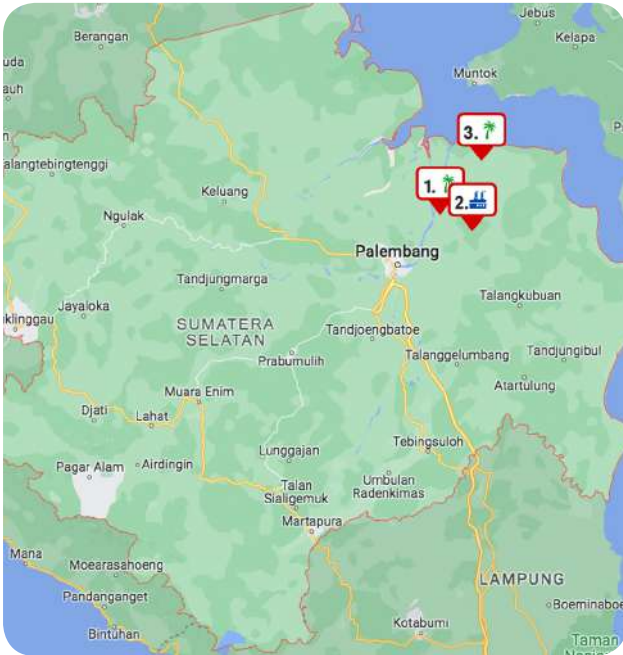 Jebus
Berangan
Kelapa
uda
Muntok
auh
3.
alangtebingtenggi
1.
Keluang
2.
Ngulak
Palembang
Tandjungmarga
Talangkubuan
Jayaloka
klinggau
SUMATERA
SELATAN
Tandjoengbatoe
Prabumulih
Talanggelumbang
Tandjungibul
Muara Enim
Atartulung
Djati
Lahat
Tebingsuloh
Lunggajan
Pagar Alam
Airdingin
Talan
Sialigemuk
Umbulan
Radenkimas
Martapura
Mana
Moearasahoeng
LAMPUNG
Pandanganget
Boeminaboe
Kotabumi
Bintuhan
Taman